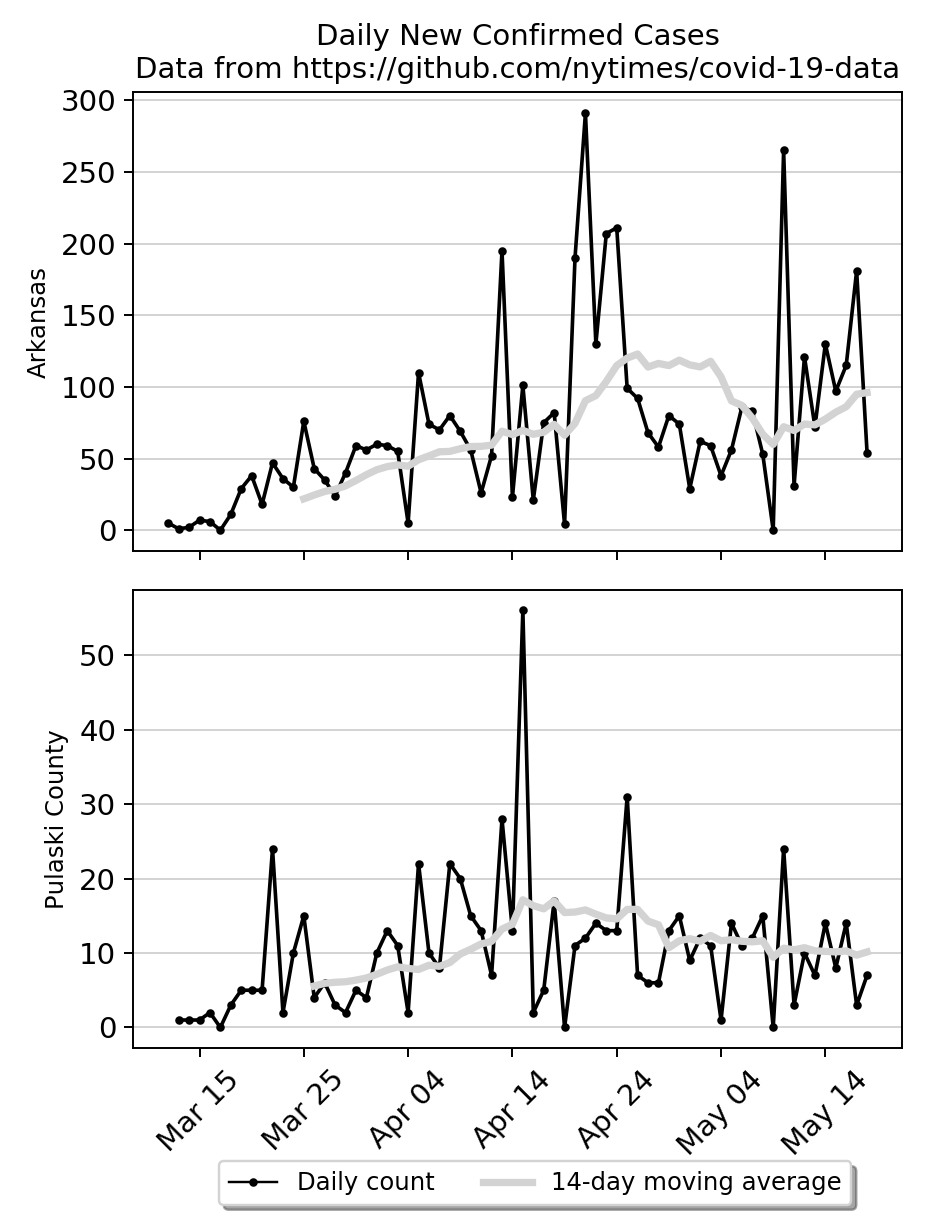 Daily New Confirmed Cases
Data from https://github.com/nytimes/covid-19-data
300
250
200
150
100
50
0
Arkansas
50
40
30
20
10
0
Pulaski County
Mar 15
Mar 25
Apr 04
Apr 14
Apr 24
May 04
May 14
Daily count
14-day moving average